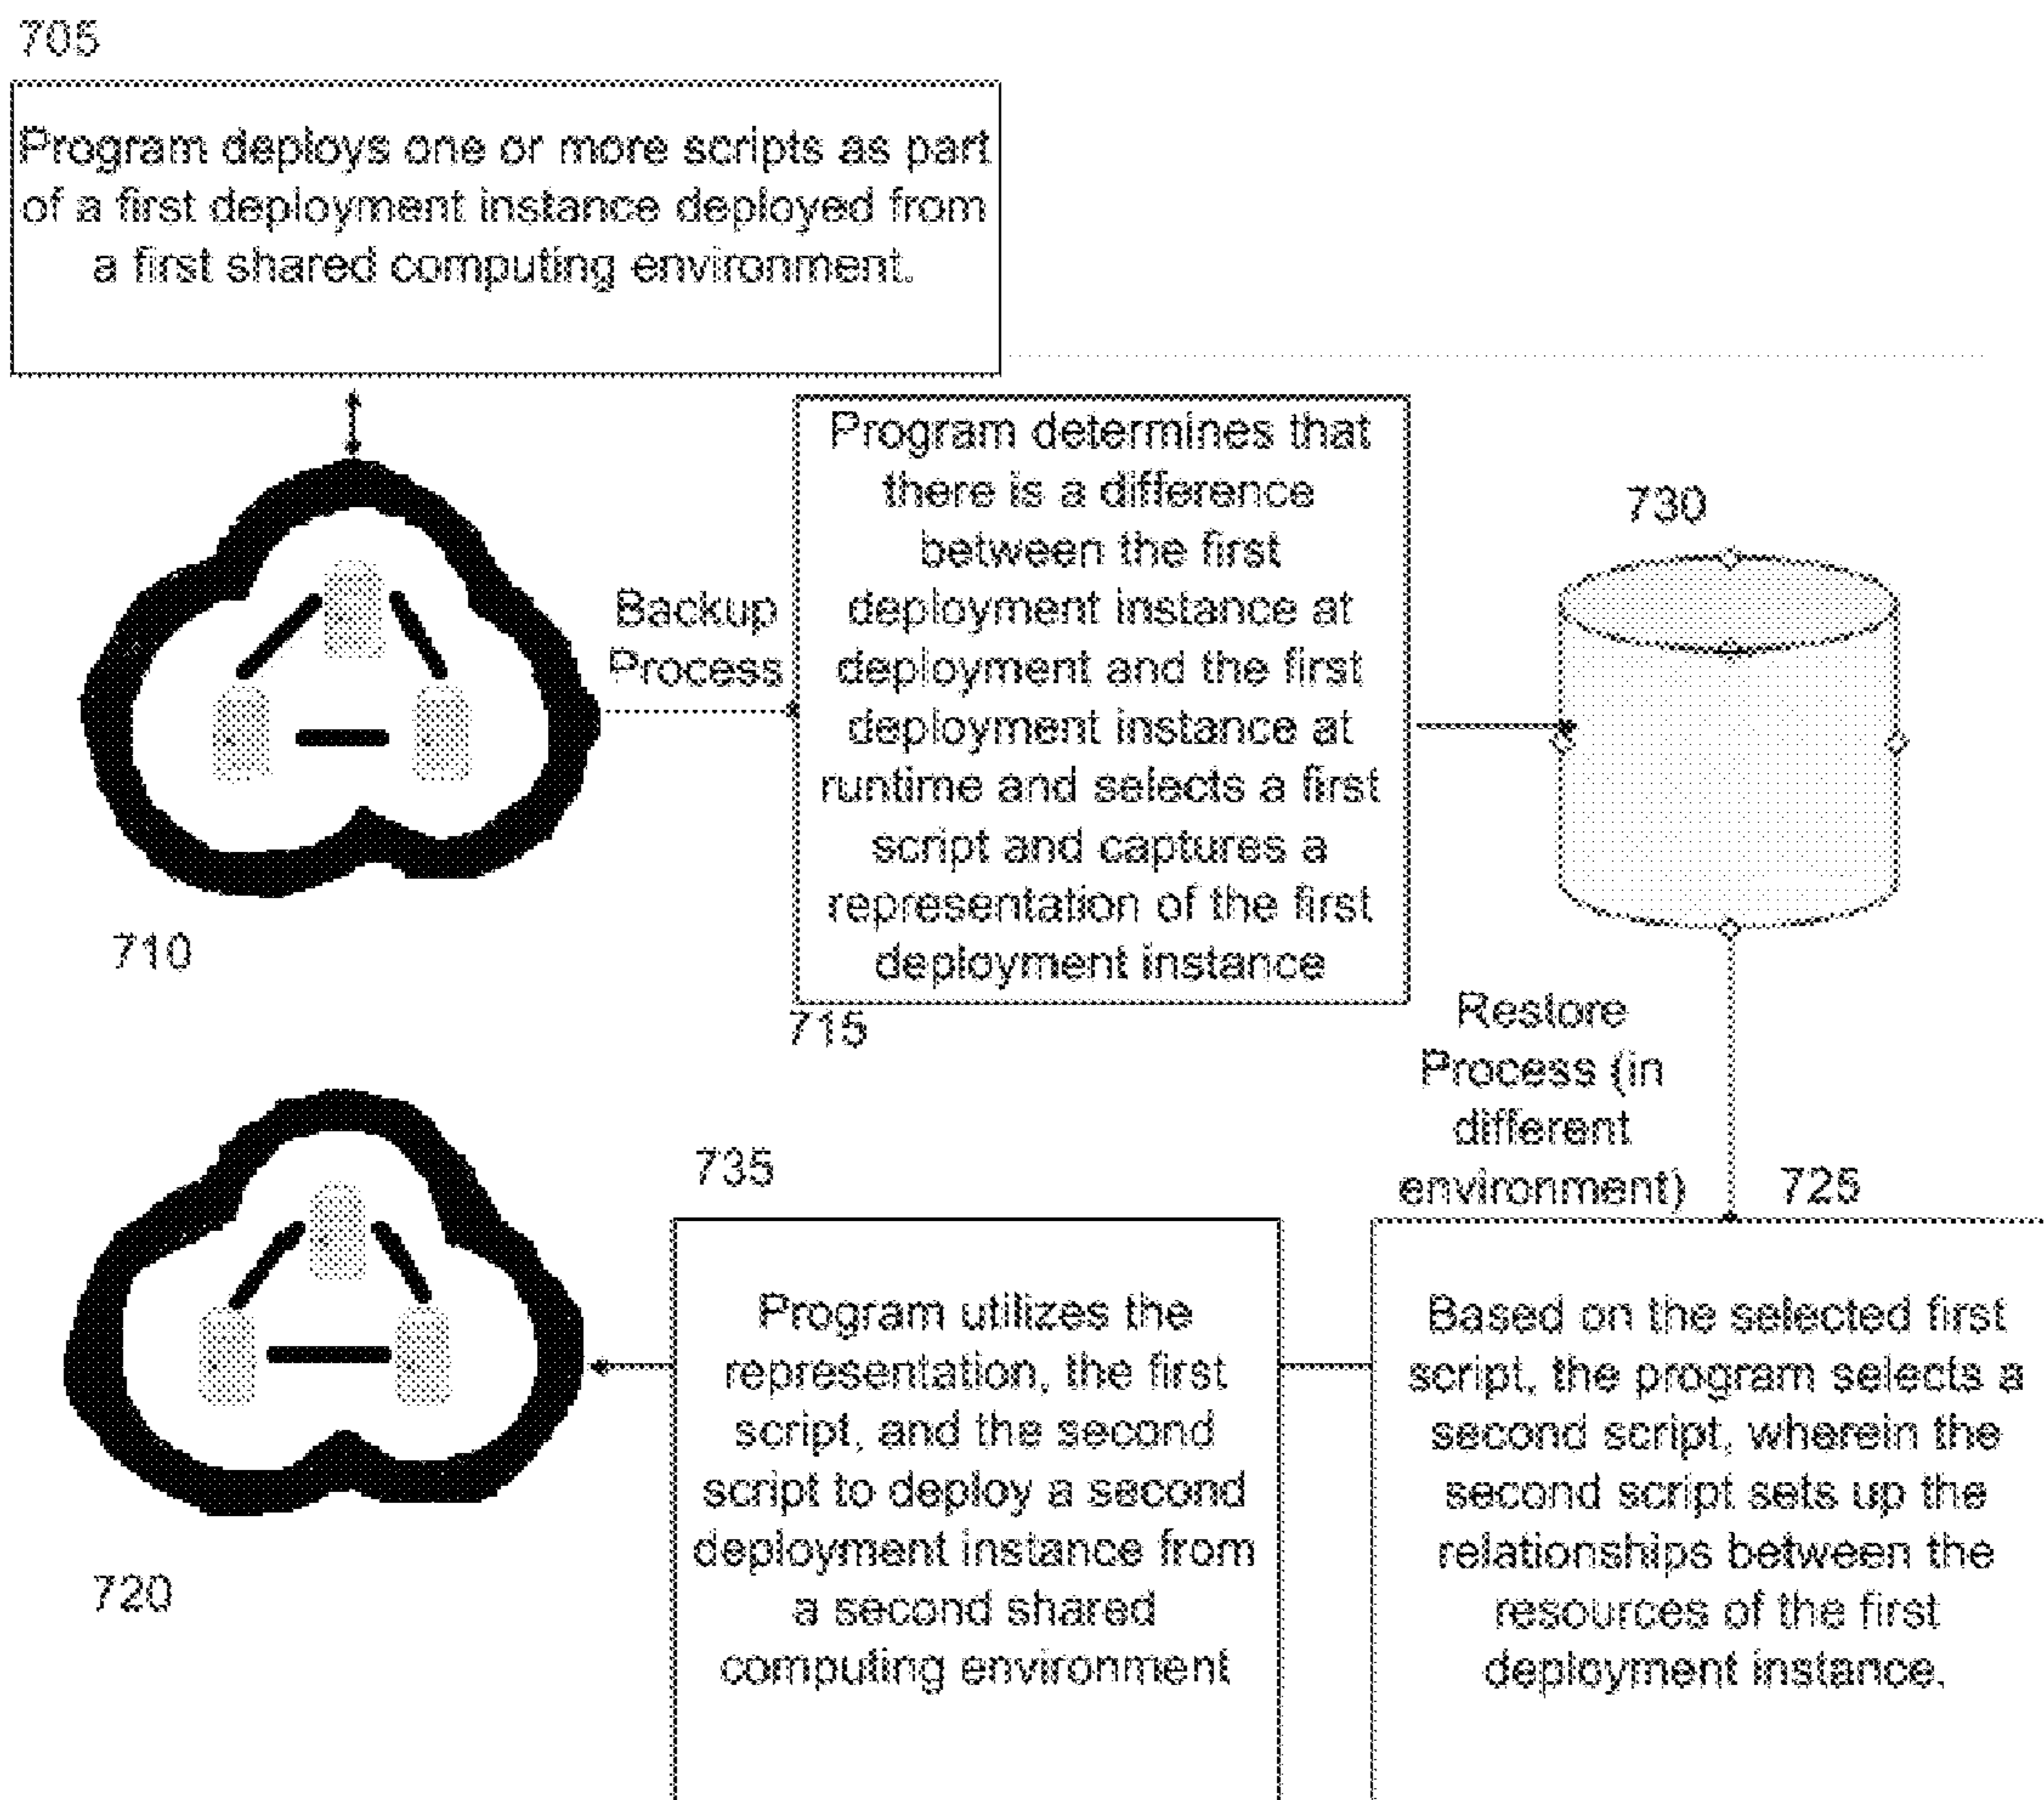 705
Program deploys one or more scripts as part
of a first deployment instance deployed from
a first shared computing environment.
Backup
Process
Program determines that
there is a difference
between the first
deployment instance at
deployment and the first
deployment instance at
runtime and selects a first
script and captures a
representation of the first
deployment instance
730
710
715
Restore
Process (in
different
environment)
735
725
Program utilizes the
representation, the first
script, and the second
script to deploy a second
deployment instance from
a second shared
computing environment
Based on the selected first
script, the program selects a
second script, wherein the
second script sets up the
relationships between the
resources of the first
deployment instance.
720